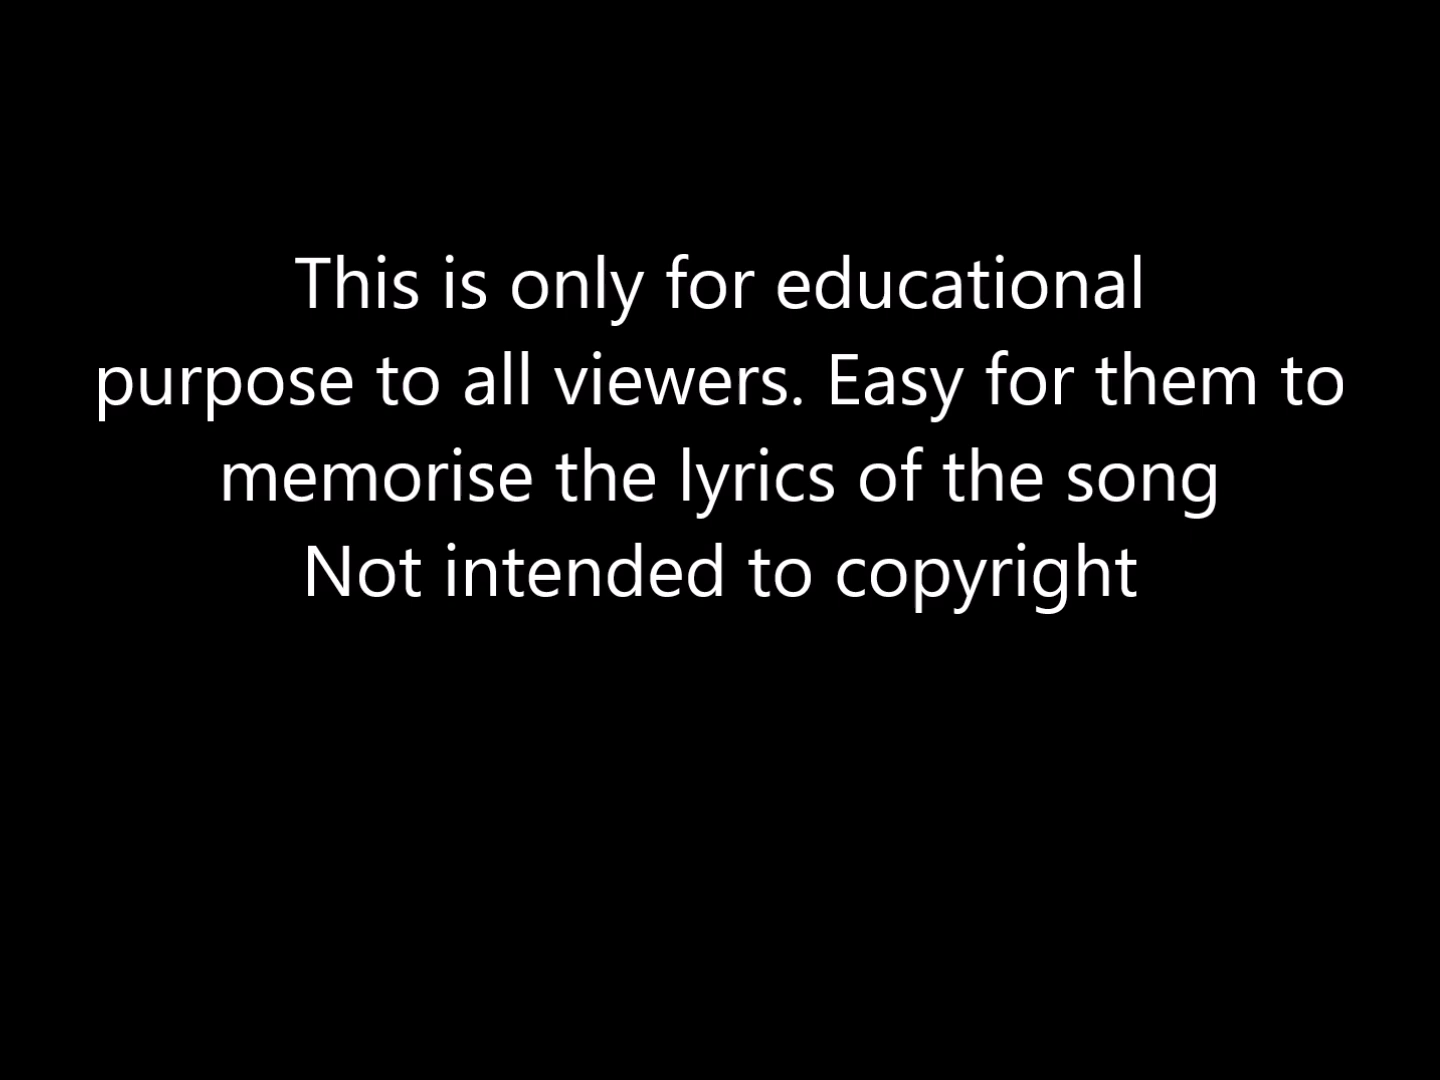 This is only for educational
purpose to all viewers. Easy for them to
memorise the lyrics of the song
Not intended to copyright